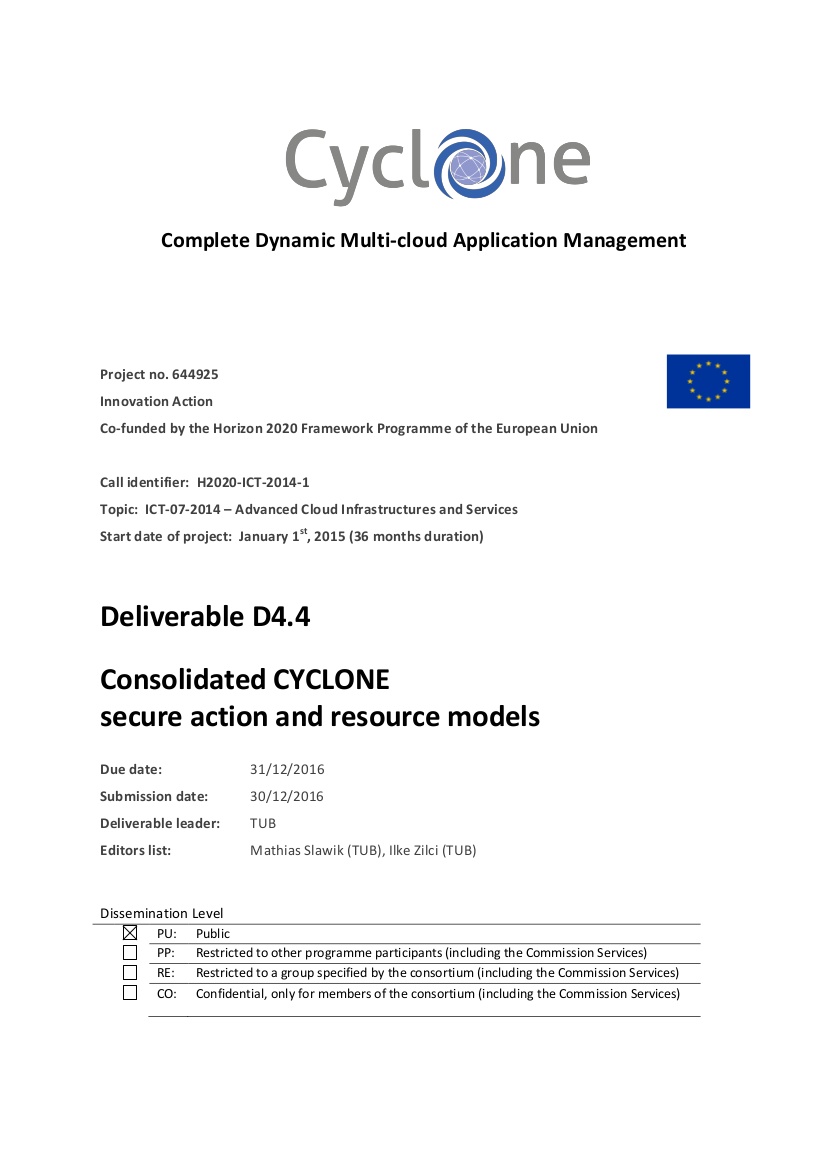 Cyclone
Complete Dynamic Multi-cloud Application Management
Project no. 644925
Innovation Action
Co-funded by the Horizon 2020 Framework Programme of the European Union
Call identifier: H2020-ICT-2014-1
Topic: ICT-07-2014 – Advanced Cloud Infrastructures and Services
Start date of project: January 1st, 2015 (36 months duration)
Deliverable D4.4
Consolidated CYCLONE
secure action and resource models
Due date: 31/12/2016
Submission date: 30/12/2016
Deliverable leader: TUB
Editors list: Mathias Slawik (TUB), Ilke Zilci (TUB)
Dissemination Level
☒ PU: Public
☐ PP: Restricted to other programme participants (including the Commission Services)
☐ RE: Restricted to a group specified by the consortium (including the Commission Services)
☐ CO: Confidential, only for members of the consortium (including the Commission Services)